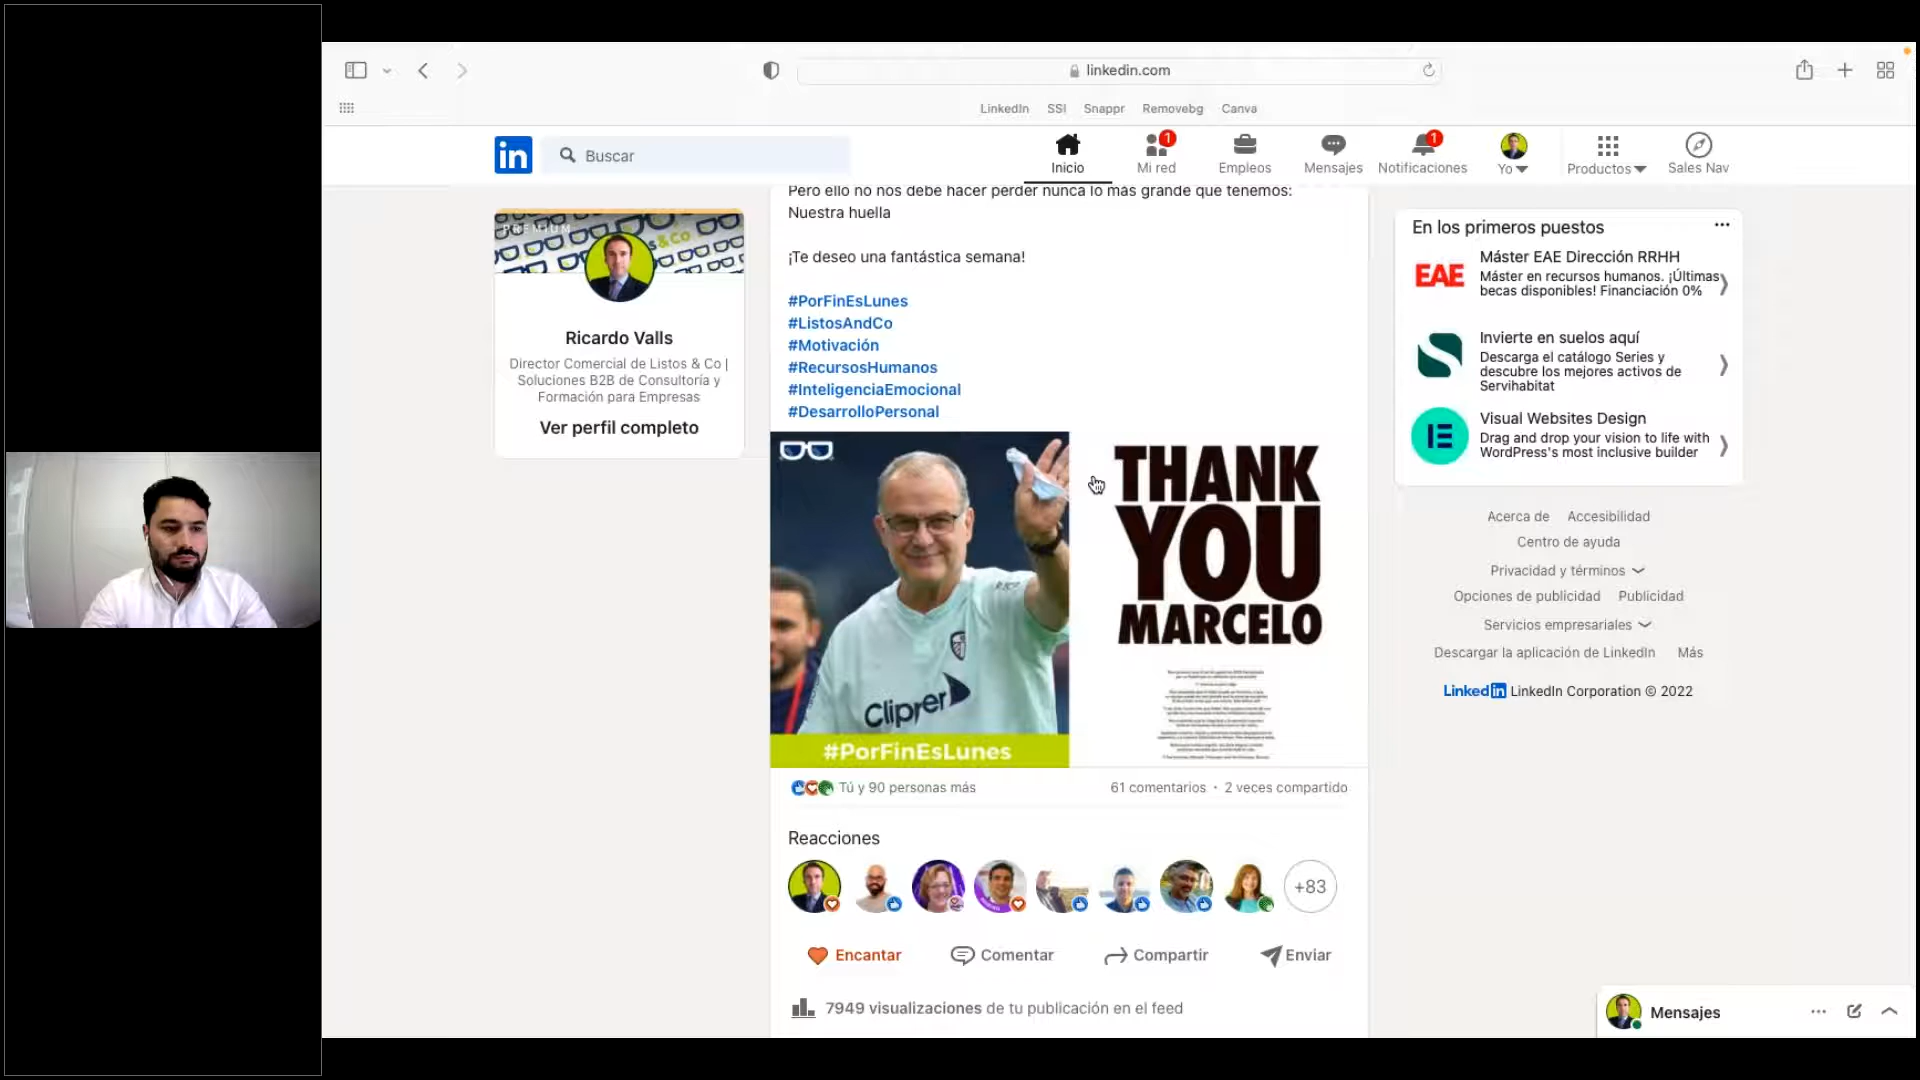 linkedin.com
LinkedIn SSI Snappr Removebg Canva
in
Buscar
Inicio
1
Mi red
Empleos
Mensajes
1
Notificaciones
Yo
Productos
Sales Nav
PREMIUM
s&Co
Ricardo Valls
Director Comercial de Listos & Co |
Soluciones B2B de Consultoría y
Formación para Empresas
Ver perfil completo
Pero ello no nos debe hacer perder nunca lo más grande que tenemos:
Nuestra huella
¡Te deseo una fantástica semana!
#PorFinEsLunes
#ListosAndCo
#Motivación
#RecursosHumanos
#InteligenciaEmocional
#DesarrolloPersonal
Clipper
#PorFinEsLunes
THANK
YOU
MARCELO
Tú y 90 personas más
61 comentarios · 2 veces compartido
Reacciones
+83
Encantar
Comentar
Compartir
Enviar
7949 visualizaciones de tu publicación en el feed
En los primeros puestos
EAE
Máster EAE Dirección RRHH
Máster en recursos humanos. ¡Últimas
becas disponibles! Financiación 0%
Invierte en suelos aquí
Descarga el catálogo Series y
descubre los mejores activos de
Servihabitat
Visual Websites Design
Drag and drop your vision to life with
WordPress's most inclusive builder
Acerca de Accesibilidad
Centro de ayuda
Privacidad y términos
Opciones de publicidad Publicidad
Servicios empresariales
Descargar la aplicación de LinkedIn Más
LinkedIn LinkedIn Corporation © 2022
Mensajes